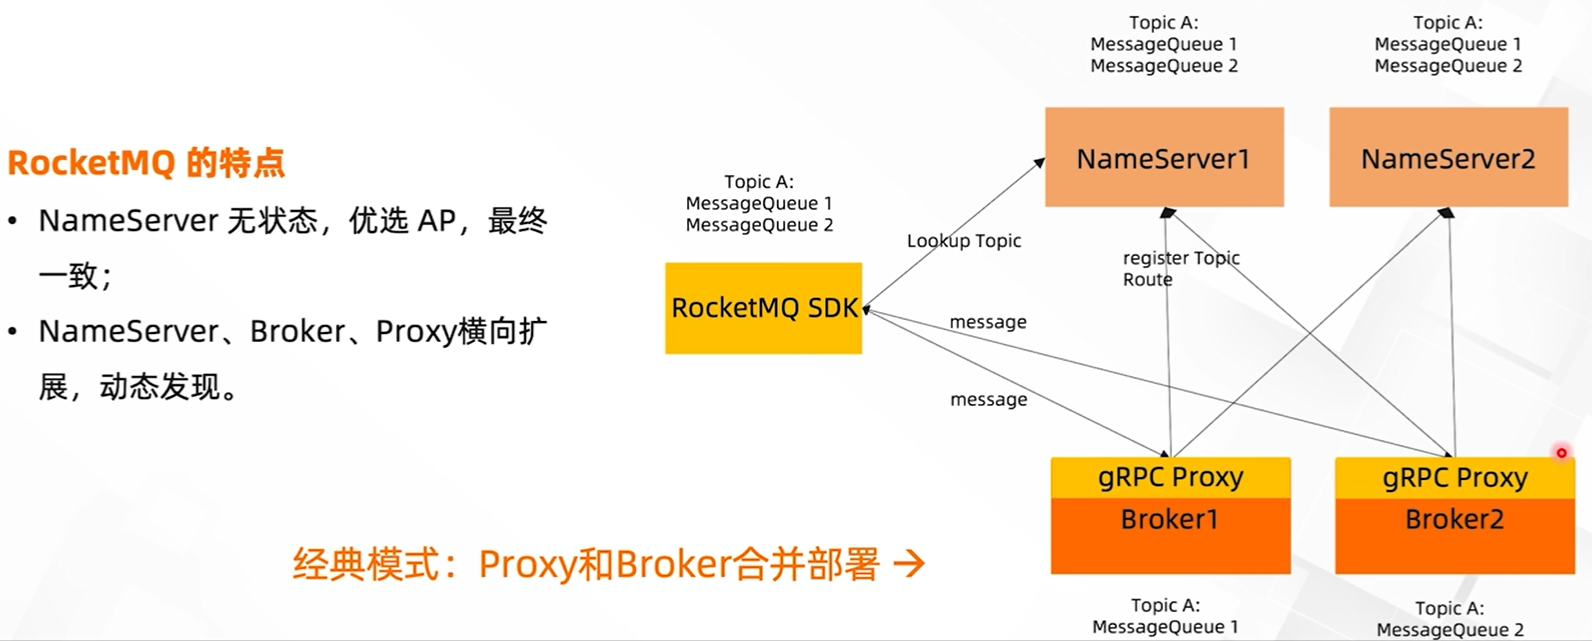 RocketMQ 的特点
• NameServer 无状态，优选 AP，最终
一致；
• NameServer、Broker、Proxy横向扩
展，动态发现。
经典模式：Proxy和Broker合并部署 →
Topic A:
MessageQueue 1
MessageQueue 2
RocketMQ SDK
Lookup Topic
message
message
register Topic
Route
Topic A:
MessageQueue 1
MessageQueue 2
NameServer1
Topic A:
MessageQueue 1
MessageQueue 2
NameServer2
gRPC Proxy
Broker1
Topic A:
MessageQueue 1
gRPC Proxy
Broker2
Topic A:
MessageQueue 2